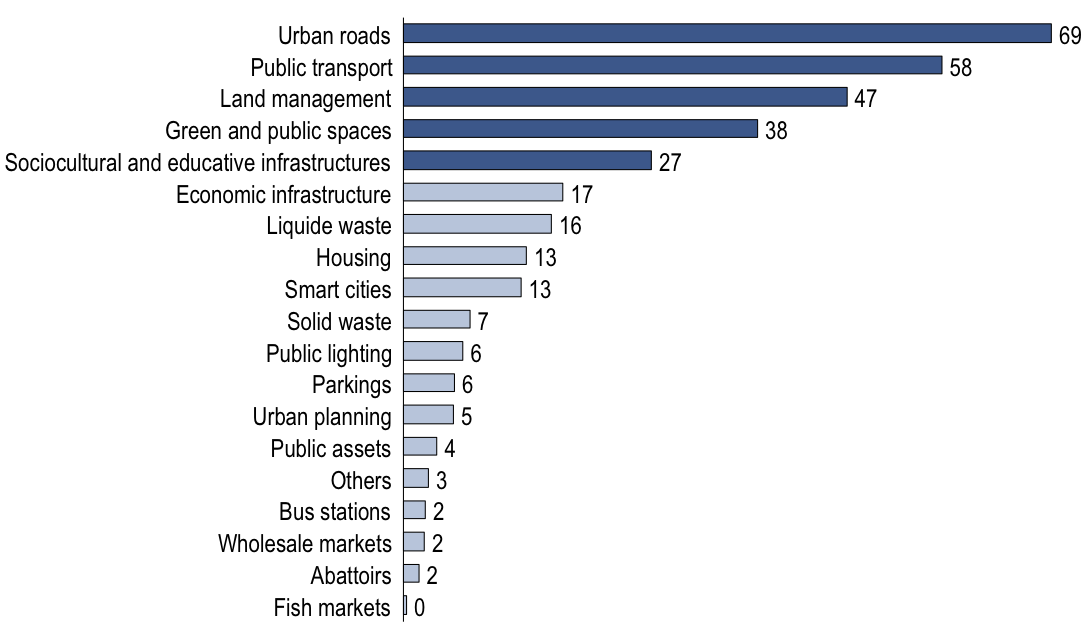 Urban roads 69
Public transport 58
Land management 47
Green and public spaces 38
Sociocultural and educative infrastructures 27
Economic infrastructure 17
Liquide waste 16
Housing 13
Smart cities 13
Solid waste 7
Public lighting 6
Parkings 6
Urban planning 5
Public assets 4
Others 3
Bus stations 2
Wholesale markets 2
Abattoirs 2
Fish markets 0